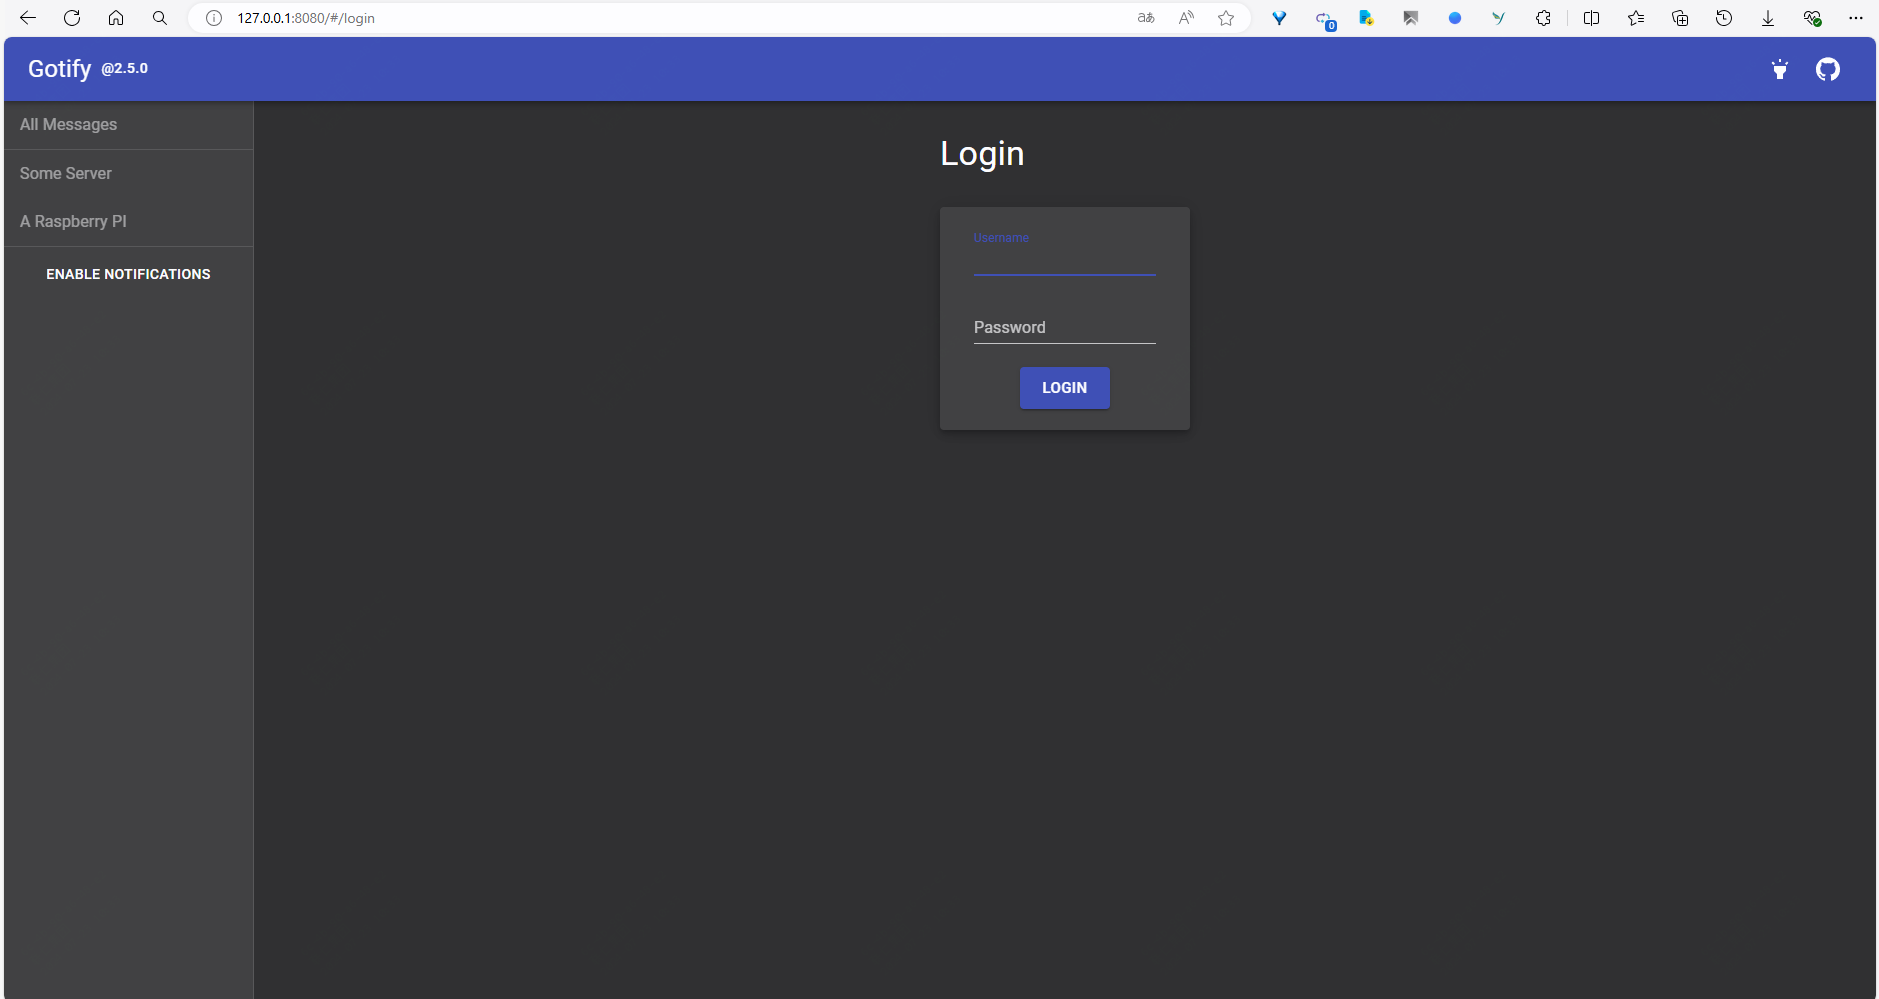 127.0.0.1:8080/#/login
0
Gotify @2.5.0
All Messages
Some Server
A Raspberry PI
ENABLE NOTIFICATIONS
Login
Username
Password
LOGIN